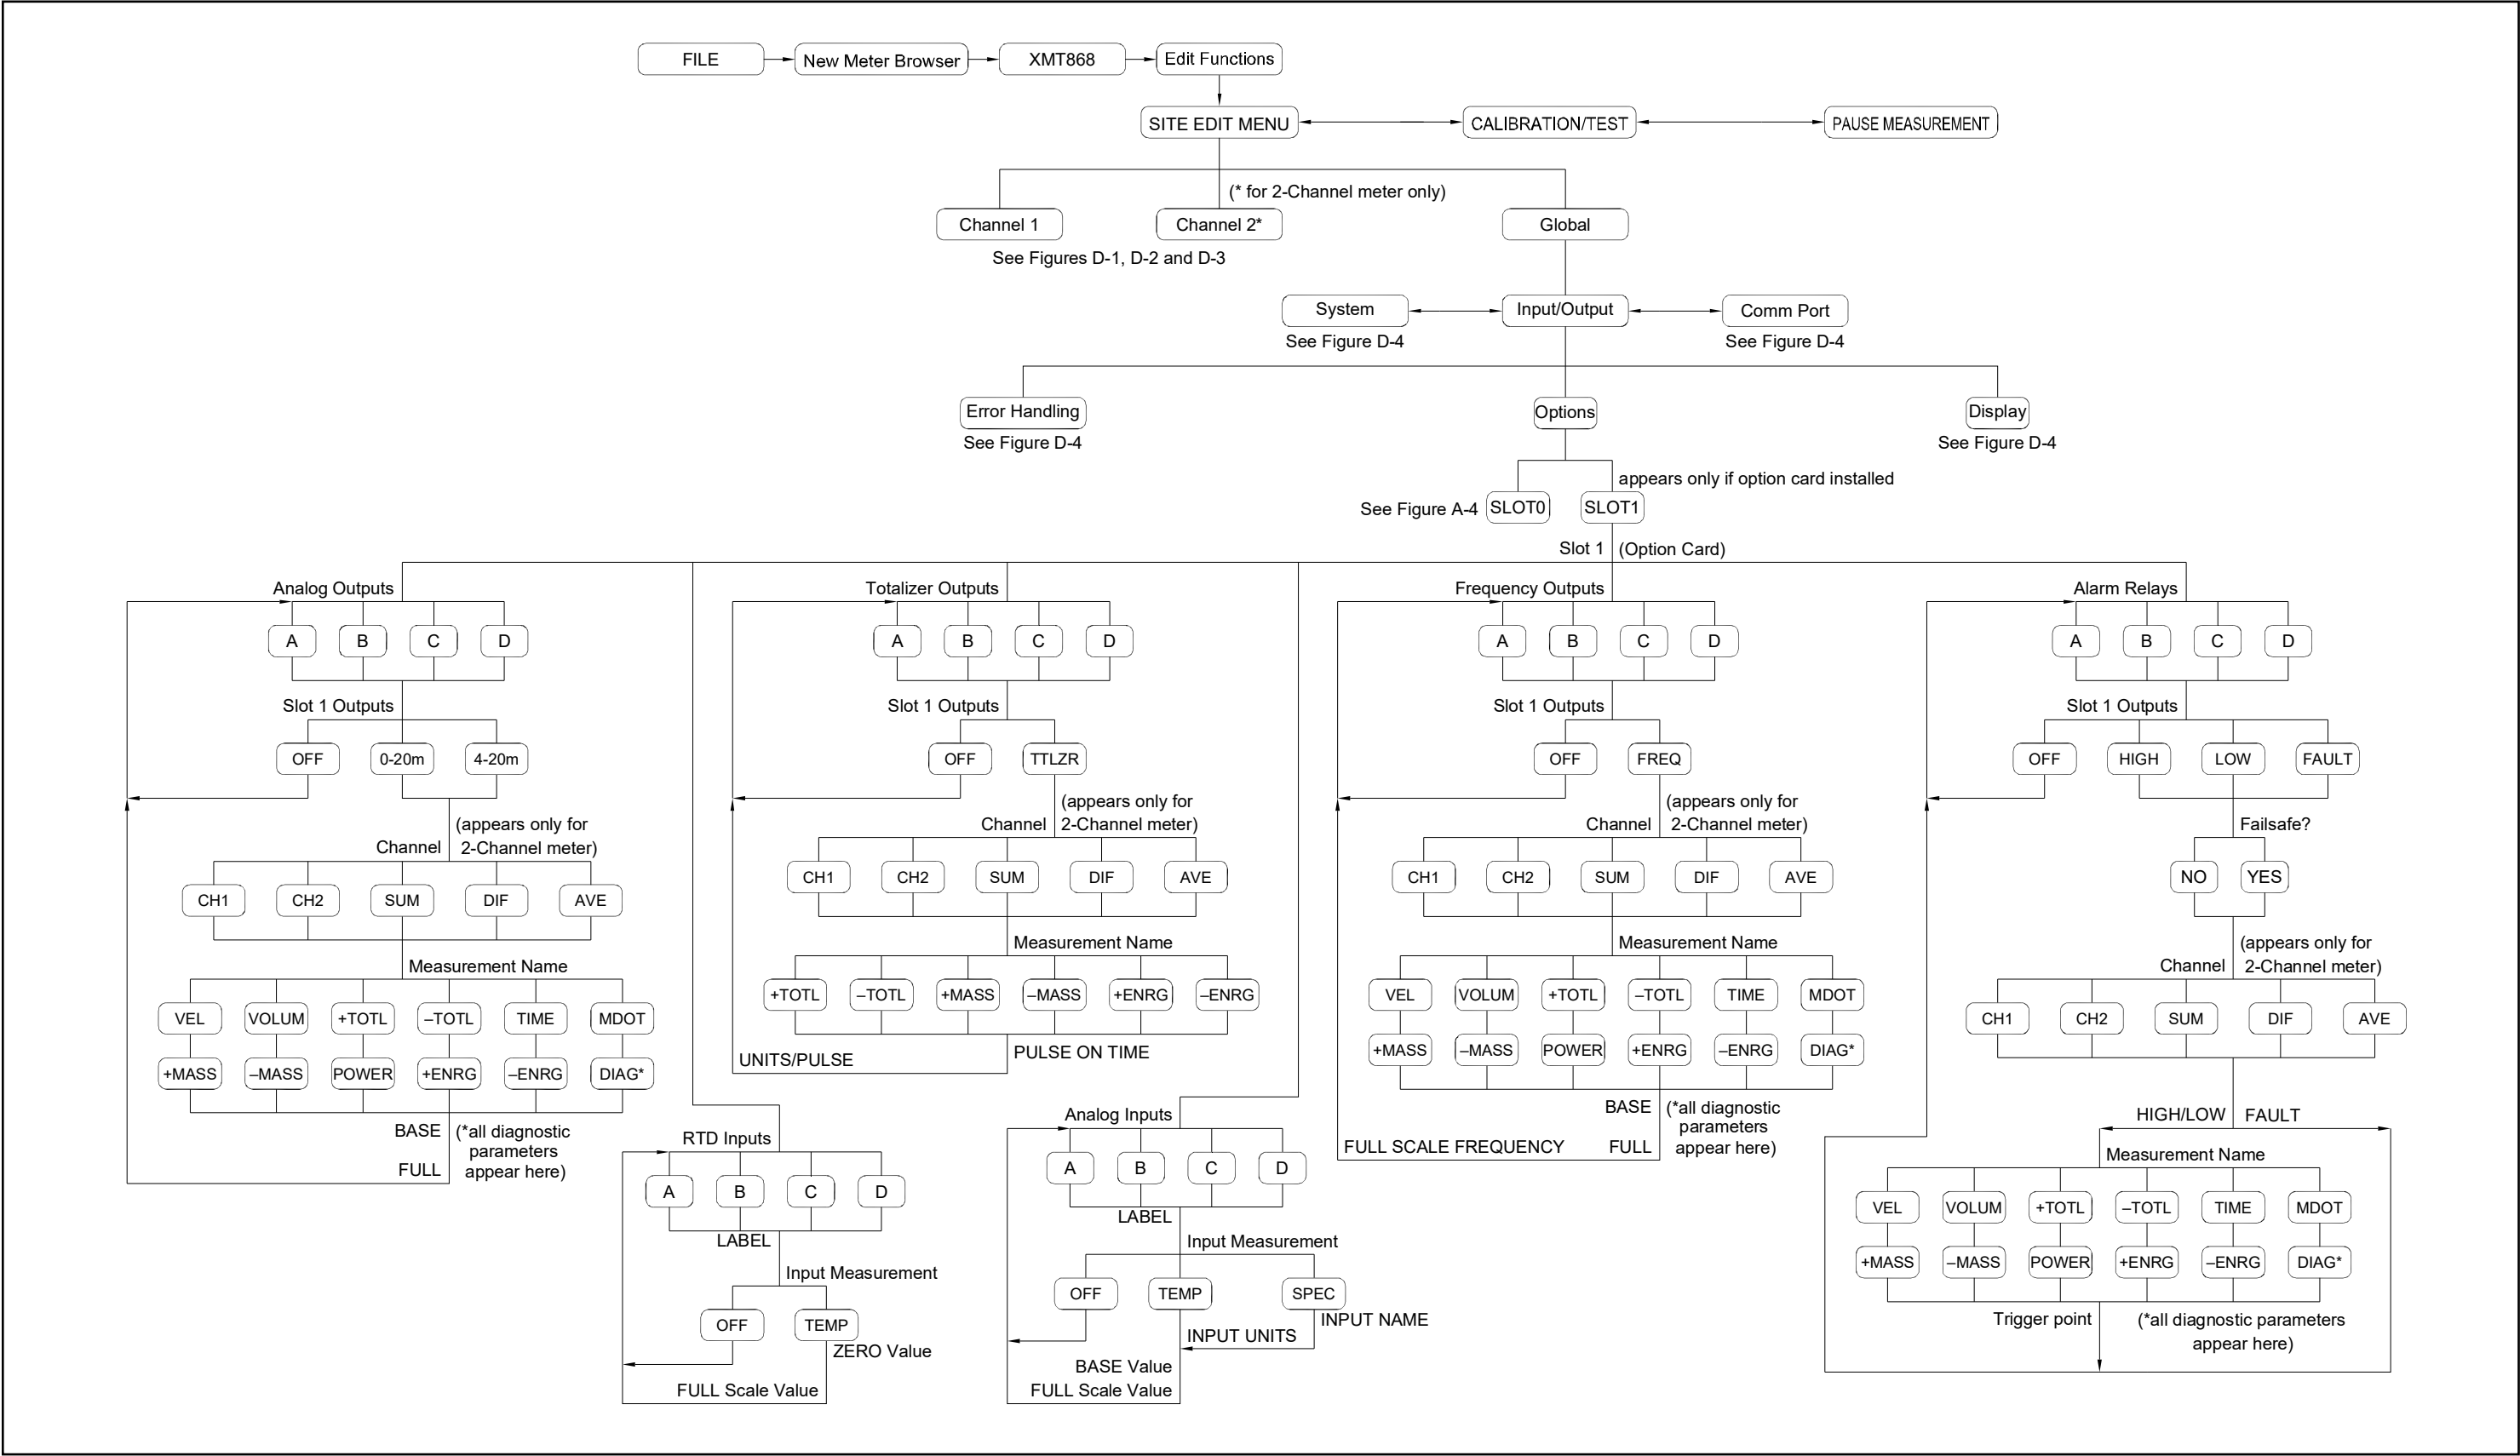 FILE
New Meter Browser
XMT868
Edit Functions
SITE EDIT MENU
CALIBRATION/TEST
PAUSE MEASUREMENT
(* for 2-Channel meter only)
Channel 1
Channel 2*
Global
See Figures D-1, D-2 and D-3
System
Input/Output
Comm Port
See Figure D-4
See Figure D-4
Error Handling
Options
Display
See Figure D-4
See Figure D-4
appears only if option card installed
See Figure A-4
SLOT0
SLOT1
Slot 1
(Option Card)
Analog Outputs
A
B
C
D
Slot 1 Outputs
OFF
0-20m
4-20m
(appears only for
Channel
2-Channel meter)
CH1
CH2
SUM
DIF
AVE
Measurement Name
VEL
VOLUM
+TOTL
–TOTL
TIME
MDOT
+MASS
–MASS
POWER
+ENRG
–ENRG
DIAG*
BASE
(*all diagnostic
parameters
appear here)
FULL
RTD Inputs
A
B
C
D
LABEL
Input Measurement
OFF
TEMP
ZERO Value
FULL Scale Value
Totalizer Outputs
A
B
C
D
Slot 1 Outputs
OFF
TTLZR
(appears only for
Channel
2-Channel meter)
CH1
CH2
SUM
DIF
AVE
Measurement Name
+TOTL
–TOTL
+MASS
–MASS
+ENRG
–ENRG
PULSE ON TIME
UNITS/PULSE
Analog Inputs
A
B
C
D
LABEL
Input Measurement
OFF
TEMP
SPEC
INPUT NAME
INPUT UNITS
BASE Value
FULL Scale Value
Frequency Outputs
A
B
C
D
Slot 1 Outputs
OFF
FREQ
(appears only for
Channel
2-Channel meter)
CH1
CH2
SUM
DIF
AVE
Measurement Name
VEL
VOLUM
+TOTL
–TOTL
TIME
MDOT
+MASS
–MASS
POWER
+ENRG
–ENRG
DIAG*
BASE
(*all diagnostic
parameters
appear here)
FULL SCALE FREQUENCY
FULL
Alarm Relays
A
B
C
D
Slot 1 Outputs
OFF
HIGH
LOW
FAULT
Failsafe?
NO
YES
(appears only for
Channel
2-Channel meter)
CH1
CH2
SUM
DIF
AVE
HIGH/LOW
FAULT
Measurement Name
VEL
VOLUM
+TOTL
–TOTL
TIME
MDOT
+MASS
–MASS
POWER
+ENRG
–ENRG
DIAG*
Trigger point
(*all diagnostic parameters
appear here)